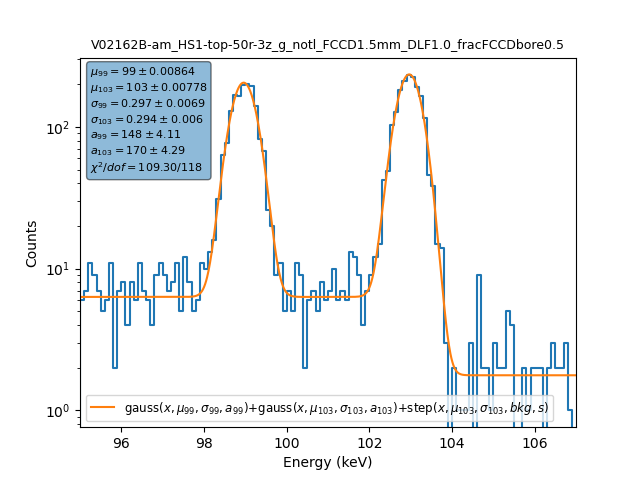 V02162B-am_HS1-top-50r-3z_g_notl_FCCD1.5mm_DLF1.0_fracFCCDbore0.5
μ₉₉ = 99 ± 0.00864
μ₁₀₃ = 103 ± 0.00778
σ₉₉ = 0.297 ± 0.0069
σ₁₀₃ = 0.294 ± 0.006
a₉₉ = 148 ± 4.11
a₁₀₃ = 170 ± 4.29
χ²/dof = 109.30/118
10²
10¹
10⁰
Counts
gauss(x, μ₉₉, σ₉₉, a₉₉)+gauss(x, μ₁₀₃, σ₁₀₃, a₁₀₃)+step(x, μ₁₀₃, σ₁₀₃, bkg, s)
96 98 100 102 104 106
Energy (keV)